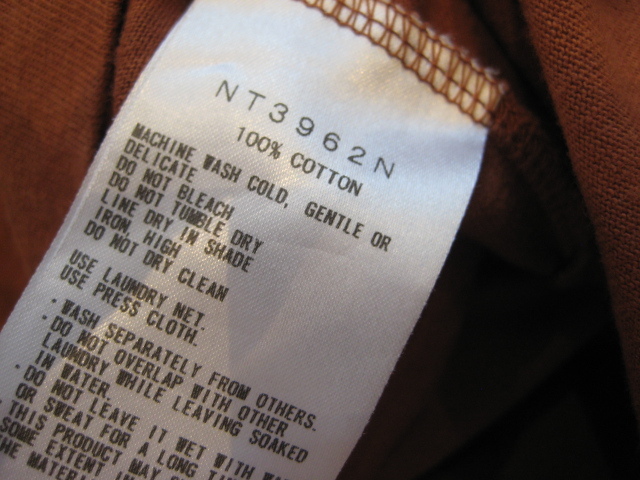 NT3962N
100% COTTON
MACHINE WASH COLD, GENTLE OR
DELICATE
DO NOT BLEACH
DO NOT TUMBLE DRY
LINE DRY IN SHADE
IRON, HIGH
DO NOT DRY CLEAN
USE LAUNDRY NET.
USE PRESS CLOTH.
· WASH SEPARATELY FROM OTHERS.
· DO NOT OVERLAP WITH OTHER
LAUNDRY WHILE LEAVING SOAKED
IN WATER.
· DO NOT LEAVE IT WET WITH
OR SWEAT FOR A LONG
· THIS PRODUCT MAY
SOME EXTENT
THE